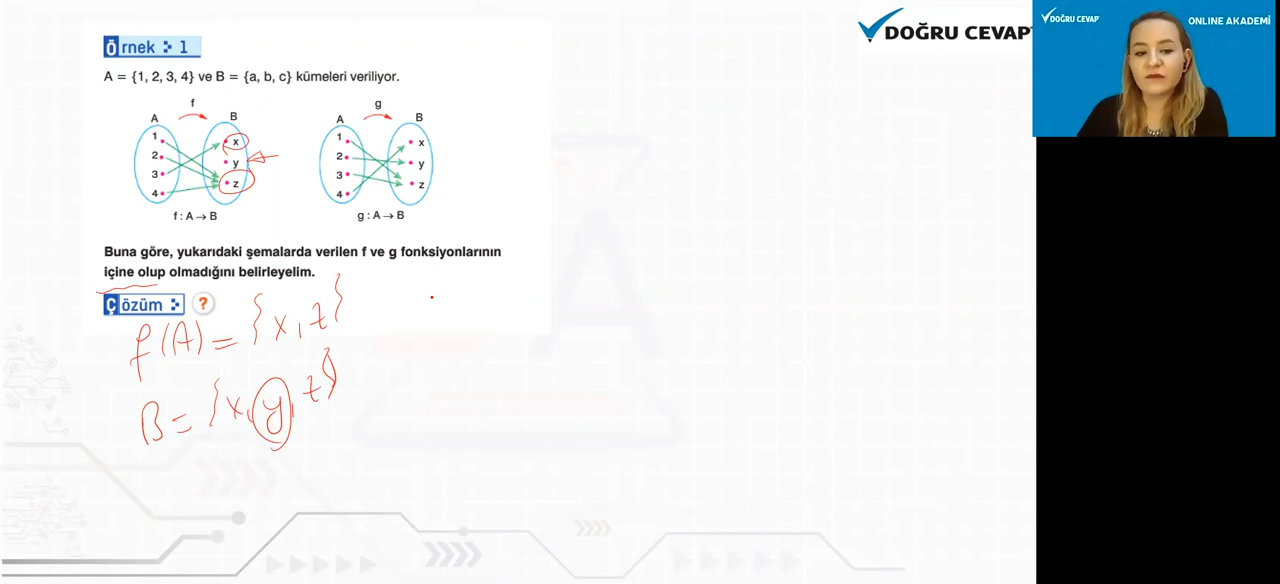 Örnek 1
A = {1, 2, 3, 4} ve B = {a, b, c} kümeleri veriliyor.
f
A B
1 x
2 y
3 z
4
f : A → B
g
A B
1 x
2 y
3 z
4
g : A → B
Buna göre, yukarıdaki şemalarda verilen f ve g fonksiyonlarının
içine olup olmadığını belirleyelim.
Çözüm ?
f(A) = {x, z}
B = {x, y, z}
DOĞRU CEVAP
DOĞRU CEVAP
ONLINE AKADEMİ